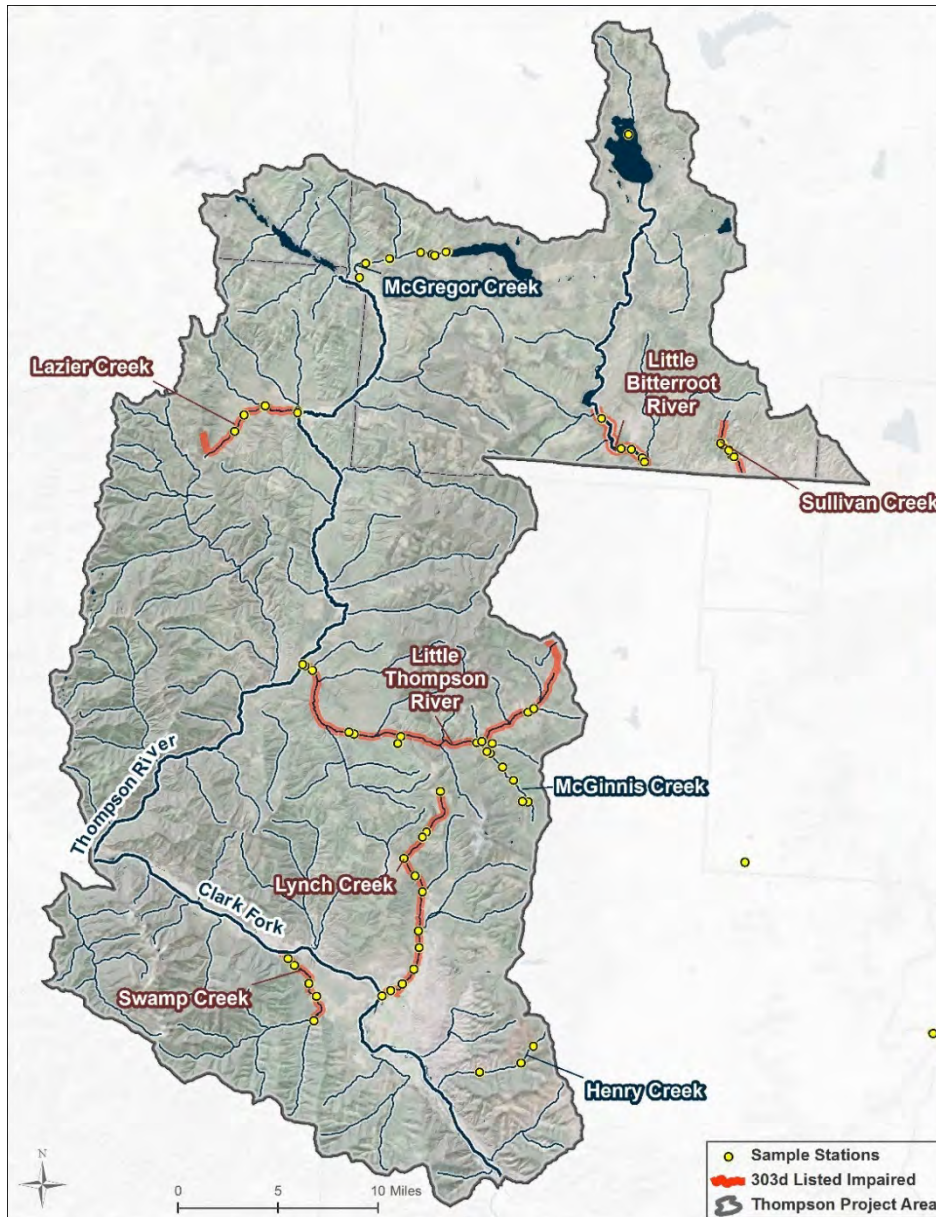 McGregor Creek
Lazier Creek
Little
Bitterroot
River
Sullivan Creek
Little
Thompson
River
Thompson River
McGinnis Creek
Lynch Creek
Clark Fork
Swamp Creek
Henry Creek
N
0 5 10 Miles
Sample Stations
303d Listed Impaired
Thompson Project Area